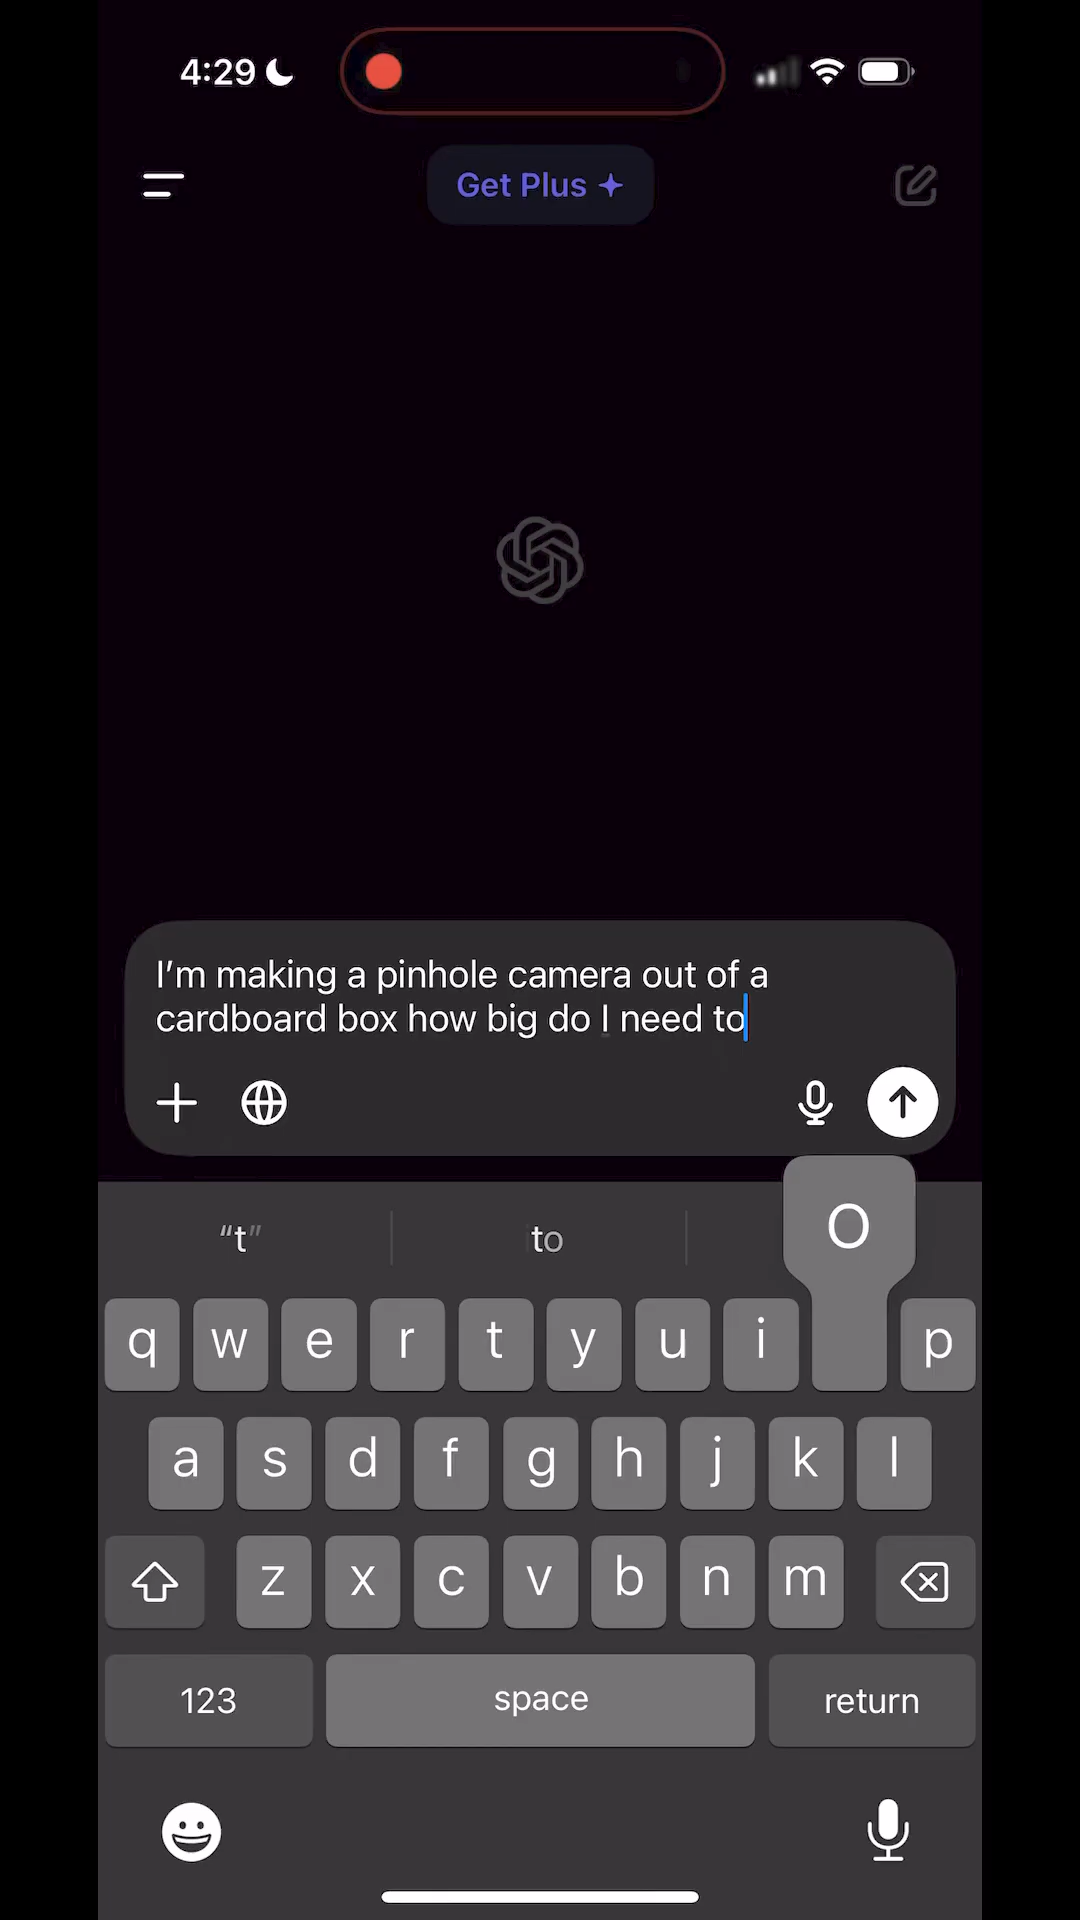 4:29
Get Plus
I'm making a pinhole camera out of a
cardboard box how big do I need to
"t"
to
O
q w e r t y u i p
a s d f g h j k l
z x c v b n m
123 space return